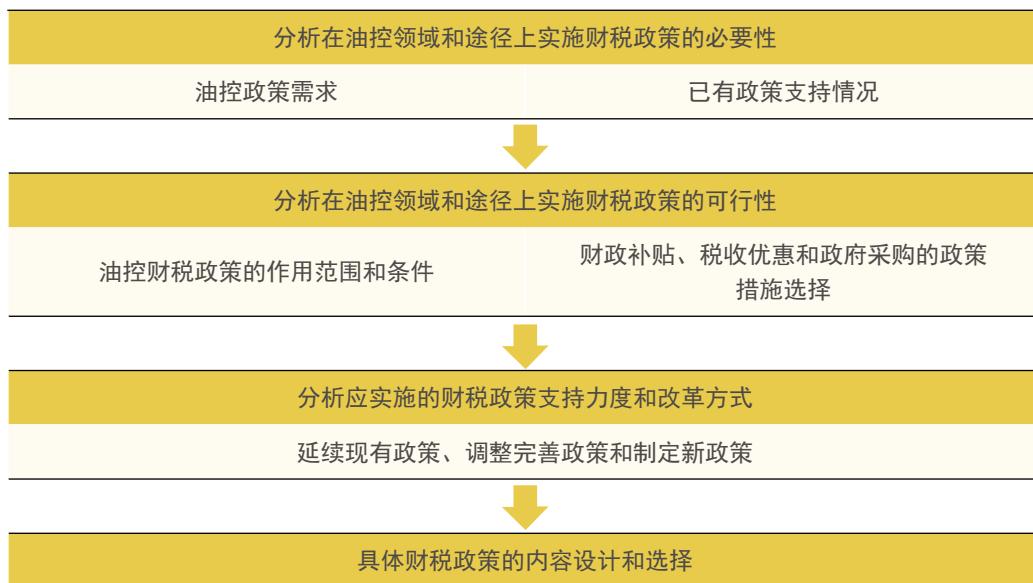 分析在油控领域和途径上实施财税政策的必要性
油控政策需求
已有政策支持情况
分析在油控领域和途径上实施财税政策的可行性
油控财税政策的作用范围和条件
财政补贴、税收优惠和政府采购的政策
措施选择
分析应实施的财税政策支持力度和改革方式
延续现有政策、调整完善政策和制定新政策
具体财税政策的内容设计和选择